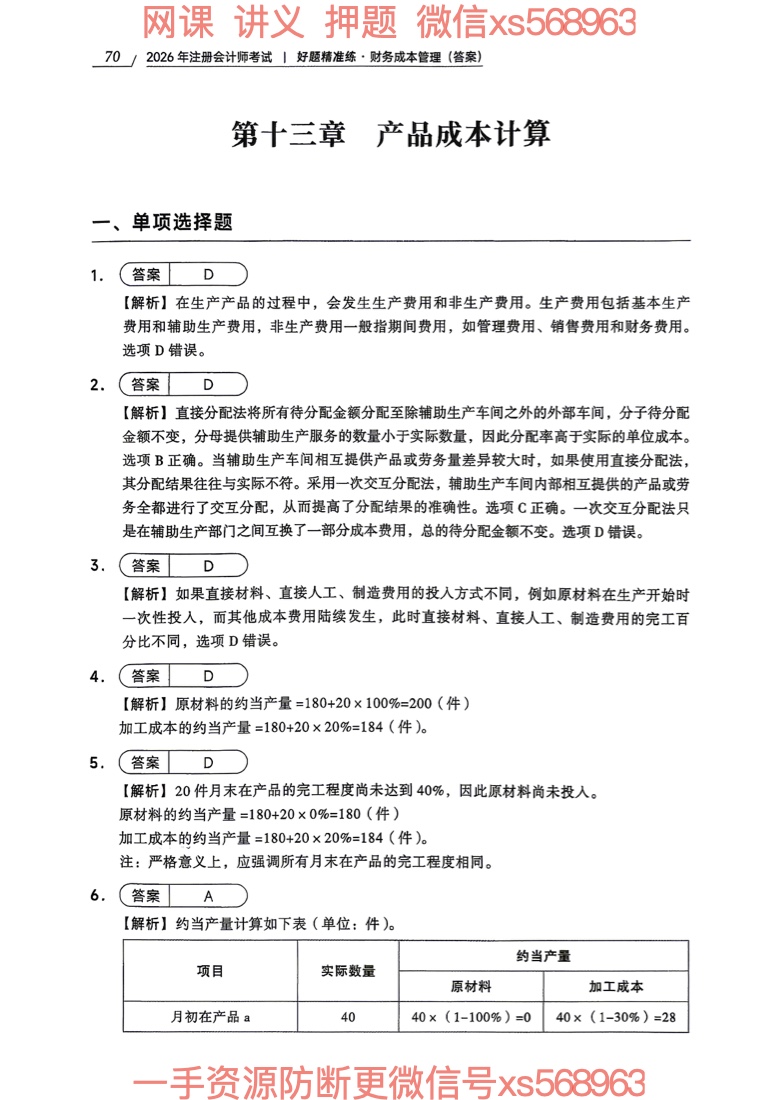 网课 讲义 押题 微信xs568963
70 / 2026 年注册会计师考试 | 好题精准练·财务成本管理(答案)
第十三章 产品成本计算
一、单项选择题
1. 答案 D
【解析】在生产产品的过程中，会发生生产费用和非生产费用。生产费用包括基本生产
费用和辅助生产费用，非生产费用一般指期间费用，如管理费用、销售费用和财务费用。
选项 D 错误。
2. 答案 D
【解析】直接分配法将所有待分配金额分配至除辅助生产车间之外的外部车间，分子待分配
金额不变，分母提供辅助生产服务的数量小于实际数量，因此分配率高于实际的单位成本。
选项 B 正确。当辅助生产车间相互提供产品或劳务量差异较大时，如果使用直接分配法，
其分配结果往往与实际不符。采用一次交互分配法，辅助生产车间内部相互提供的产品或劳
务全都进行了交互分配，从而提高了分配结果的准确性。选项 C 正确。一次交互分配法只
是在辅助生产部门之间互换了一部分成本费用，总的待分配金额不变。选项 D 错误。
3. 答案 D
【解析】如果直接材料、直接人工、制造费用的投入方式不同，例如原材料在生产开始时
一次性投入，而其他成本费用陆续发生，此时直接材料、直接人工、制造费用的完工百
分比不同，选项 D 错误。
4. 答案 D
【解析】原材料的约当产量 =180+20×100%=200（件）
加工成本的约当产量 =180+20×20%=184（件）。
5. 答案 D
【解析】20 件月末在产品的完工程度尚未达到 40%，因此原材料尚未投入。
原材料的约当产量 =180+20×0%=180（件）
加工成本的约当产量 =180+20×20%=184（件）。
注：严格意义上，应强调所有月末在产品的完工程度相同。
6. 答案 A
【解析】约当产量计算如下表（单位：件）。
项目 实际数量 约当产量
原材料 加工成本
月初在产品 a 40 40×（1-100%）=0 40×（1-30%）=28
一手资源防断更微信号xs568963